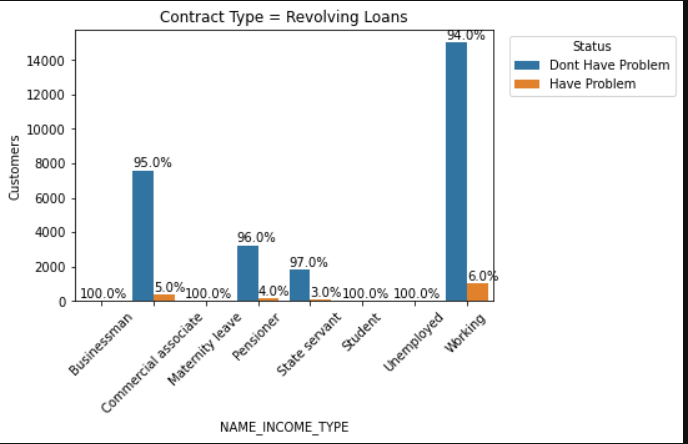 Contract Type = Revolving Loans
Status
Dont Have Problem
Have Problem
Customers
14000
12000
10000
8000
6000
4000
2000
0
94.0%
95.0%
96.0%
97.0%
6.0%
100.0% 5.0% 100.0% 4.0% 3.0% 100.0% 100.0%
Businessman
Commercial associate
Maternity leave
Pensioner
State servant
Student
Unemployed
Working
NAME_INCOME_TYPE